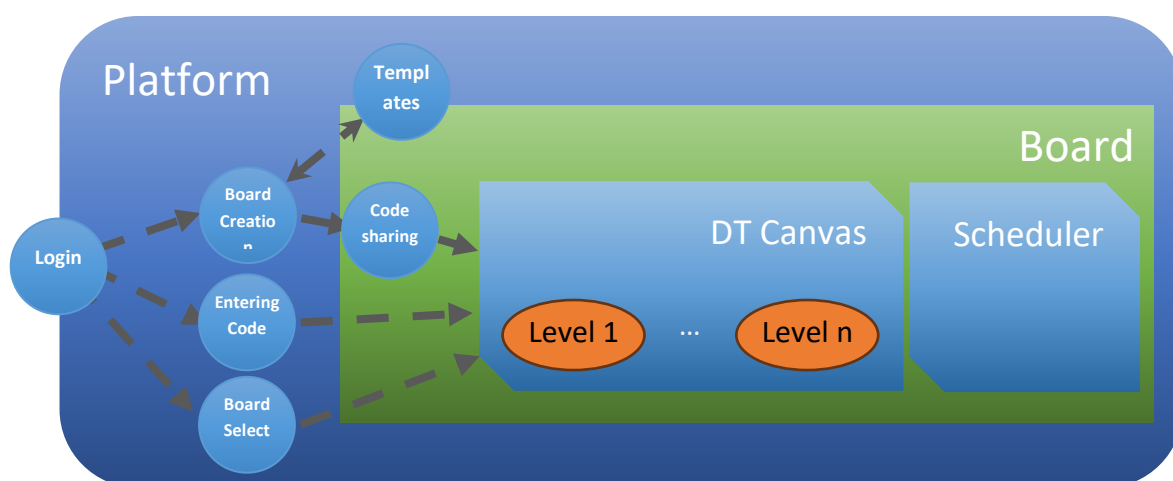 Platform
Templ
ates
Board
Board
Creatio
n
Code
sharing
DT Canvas
Scheduler
Login
Entering
Code
Level 1
...
Level n
Board
Select